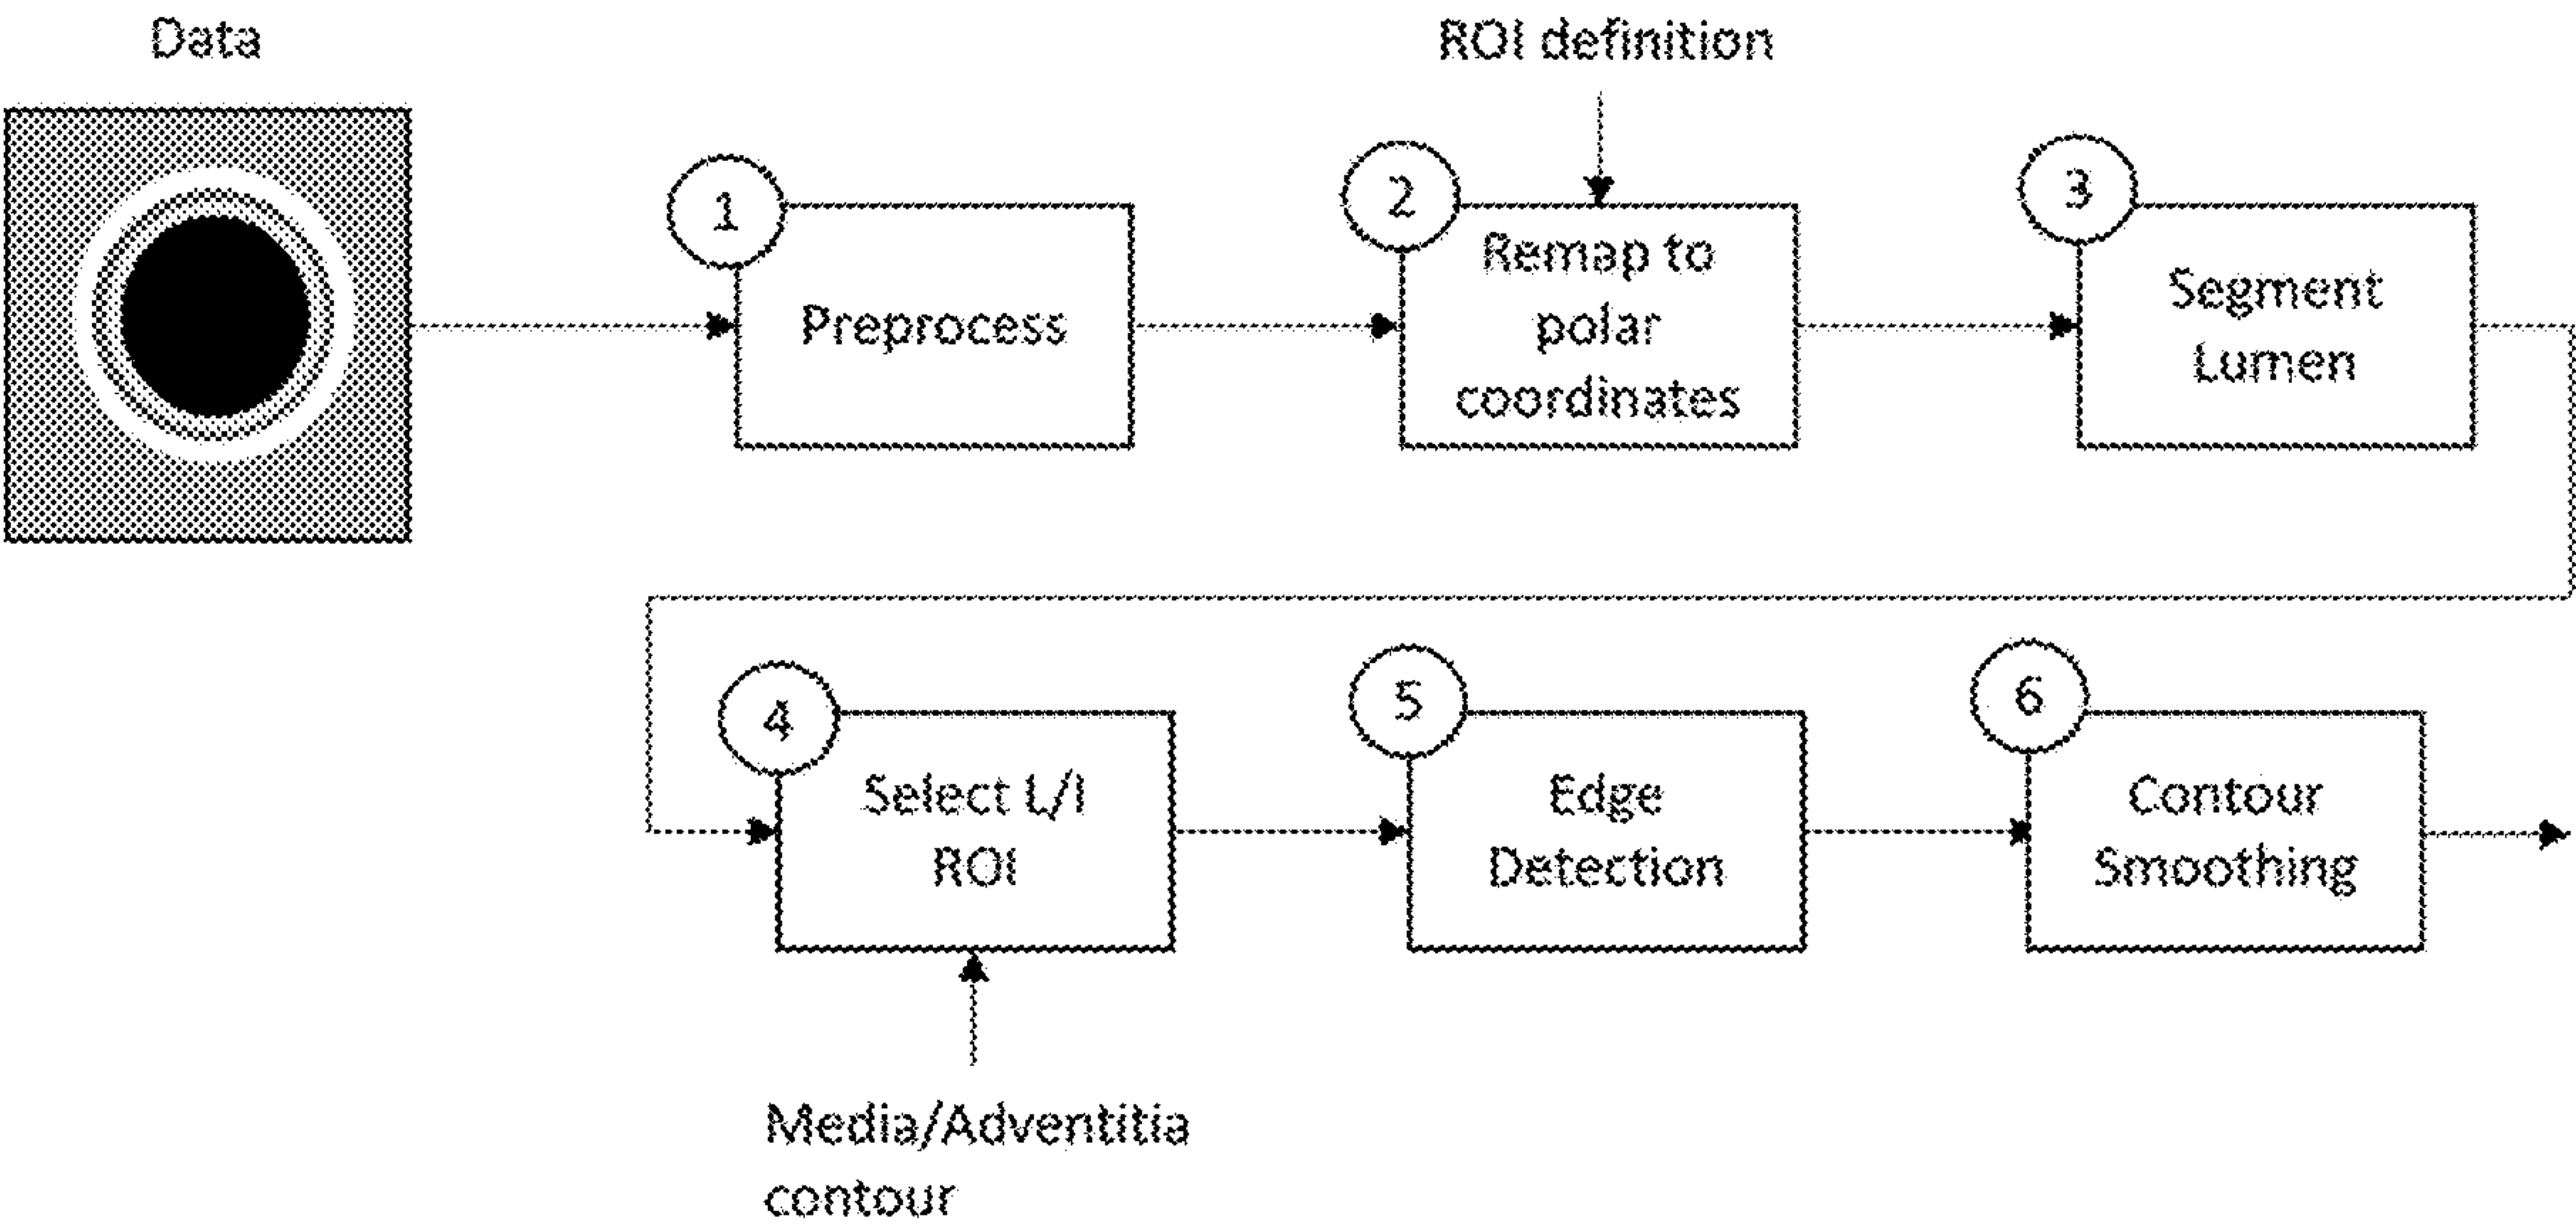 Data
ROI definition
1
Preprocess
2
Remap to
polar
coordinates
3
Segment
Lumen
4
Select L/I
ROI
5
Edge
Detection
6
Contour
Smoothing
Media/Adventitia
contour